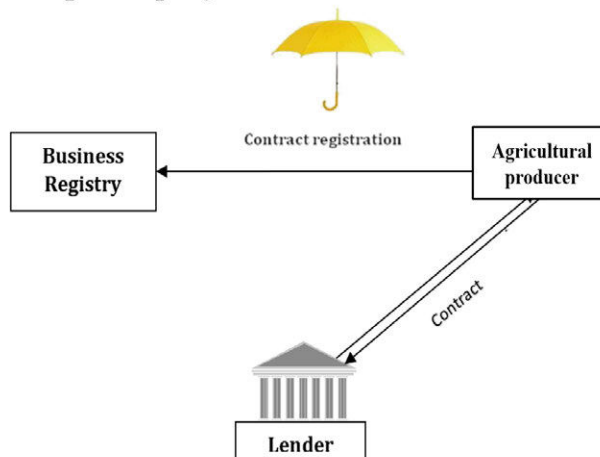 Contract registration
Business
Registry
Agricultural
producer
Contract
Lender